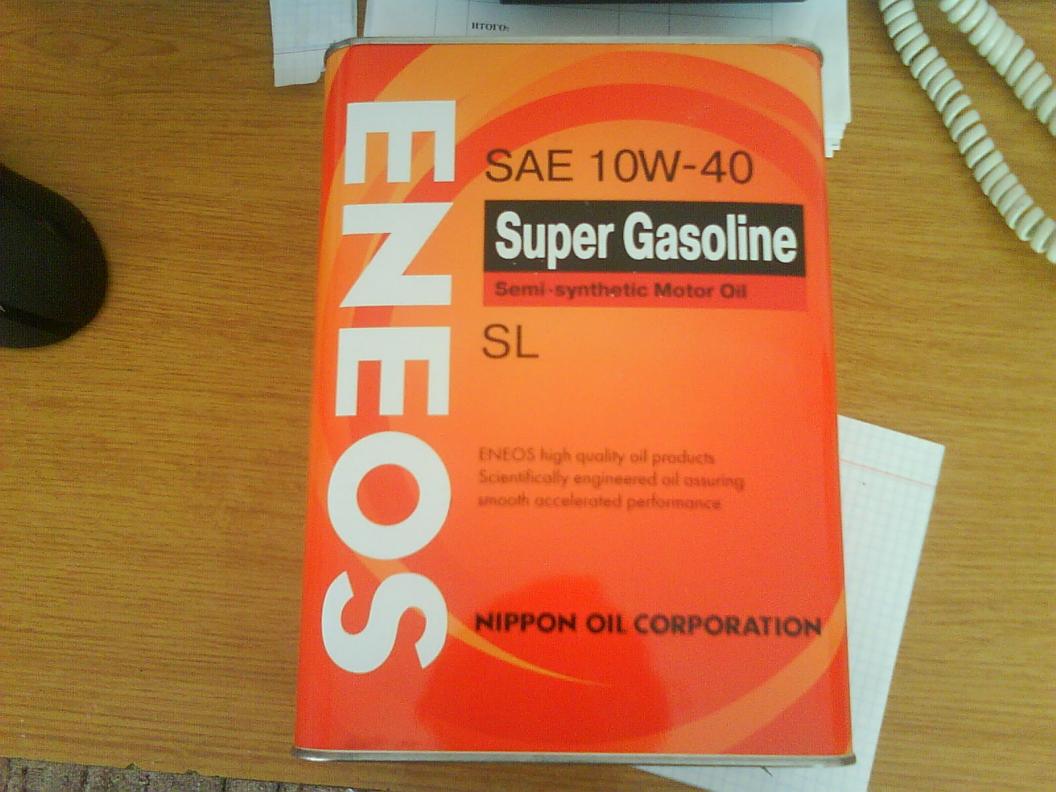 ИТОГО:
ENEOS
SAE 10W-40
Super Gasoline
Semi-synthetic Motor Oil
SL
ENEOS high quality oil products
Scientifically engineered oil assuring
smooth accelerated performance
NIPPON OIL CORPORATION